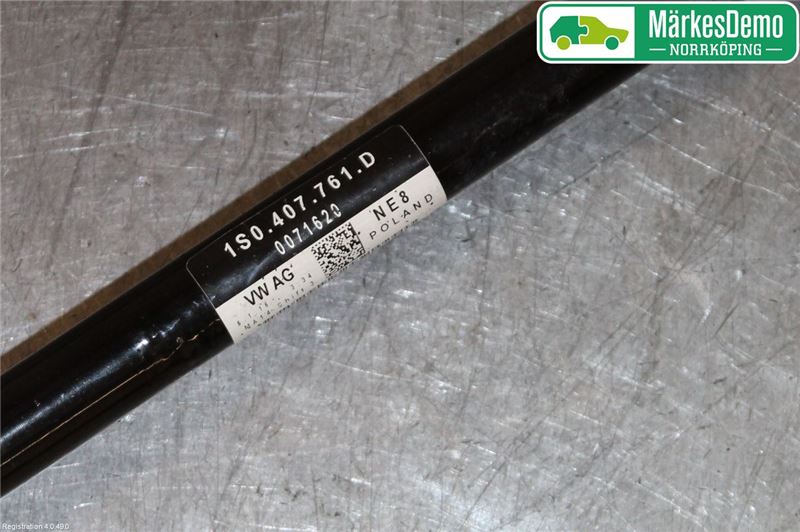 MärkesDemo
NORRKÖPING
1S0.407.761.D
0071620
VW AG
NE8
POLAND
Registration 4.0.49.0